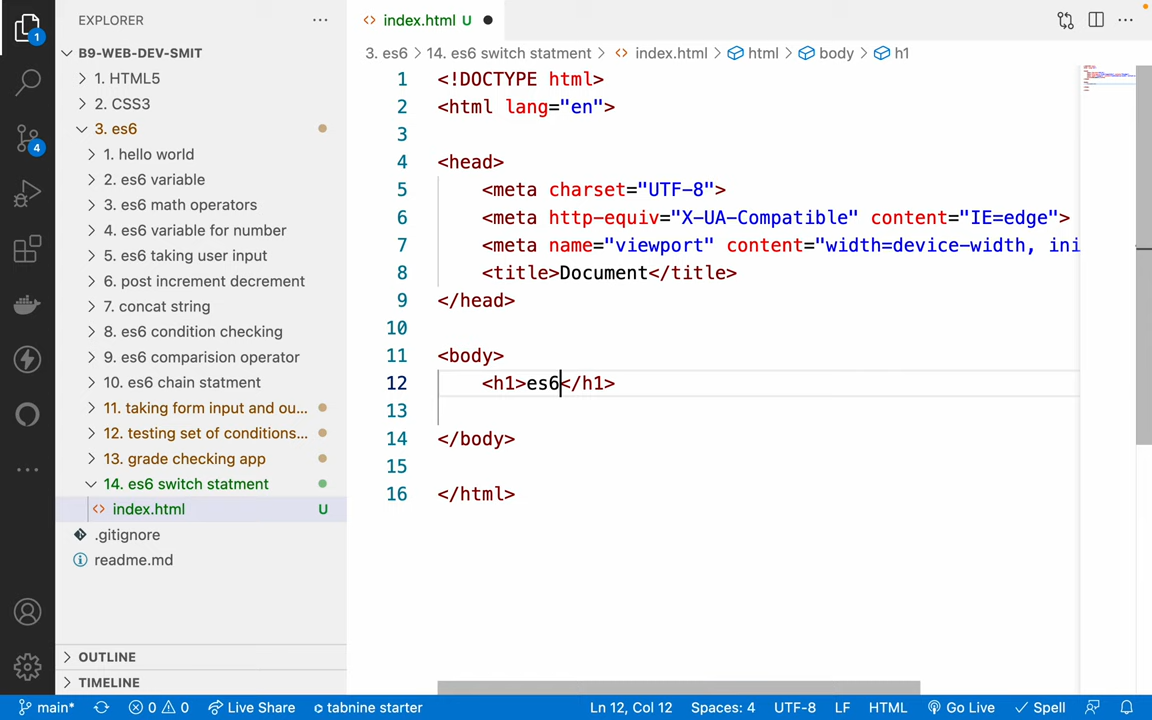 EXPLORER
index.html U
1
B9-WEB-DEV-SMIT
3. es6 14. es6 switch statment index.html html body h1
1. HTML5
2. CSS3
3. es6
4
1. hello world
2. es6 variable
3. es6 math operators
4. es6 variable for number
5. es6 taking user input
6. post increment decrement
7. concat string
8. es6 condition checking
9. es6 comparision operator
10. es6 chain statment
11. taking form input and ou...
12. testing set of conditions...
13. grade checking app
14. es6 switch statment
index.html U
.gitignore
readme.md
OUTLINE
TIMELINE
1 <!DOCTYPE html>
2 <html lang="en">
3
4 <head>
5 <meta charset="UTF-8">
6 <meta http-equiv="X-UA-Compatible" content="IE=edge">
7 <meta name="viewport" content="width=device-width, ini
8 <title>Document</title>
9 </head>
10
11 <body>
12 <h1>es6</h1>
13
14 </body>
15
16 </html>
main* 0 0 Live Share tabnine starter Ln 12, Col 12 Spaces: 4 UTF-8 LF HTML Go Live Spell